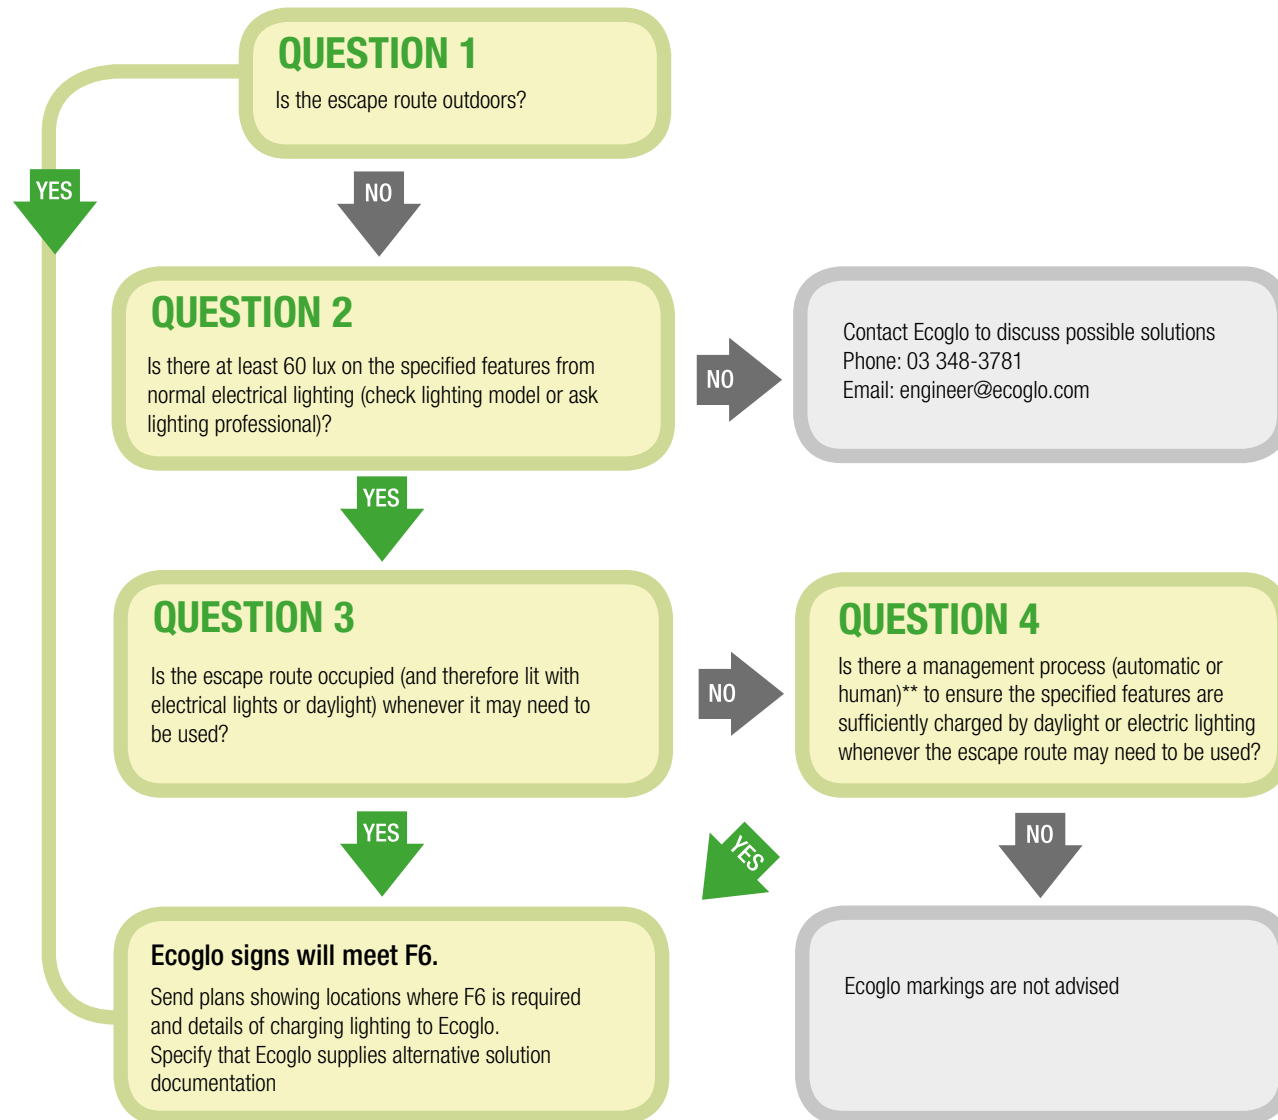 QUESTION 1
Is the escape route outdoors?
YES
NO
QUESTION 2
Is there at least 60 lux on the specified features from
normal electrical lighting (check lighting model or ask
lighting professional)?
NO
Contact Ecoglo to discuss possible solutions
Phone: 03 348-3781
Email: engineer@ecoglo.com
YES
QUESTION 3
Is the escape route occupied (and therefore lit with
electrical lights or daylight) whenever it may need to
be used?
NO
QUESTION 4
Is there a management process (automatic or
human)** to ensure the specified features are
sufficiently charged by daylight or electric lighting
whenever the escape route may need to be used?
YES
YES
NO
Ecoglo signs will meet F6.
Send plans showing locations where F6 is required
and details of charging lighting to Ecoglo.
Specify that Ecoglo supplies alternative solution
documentation
Ecoglo markings are not advised